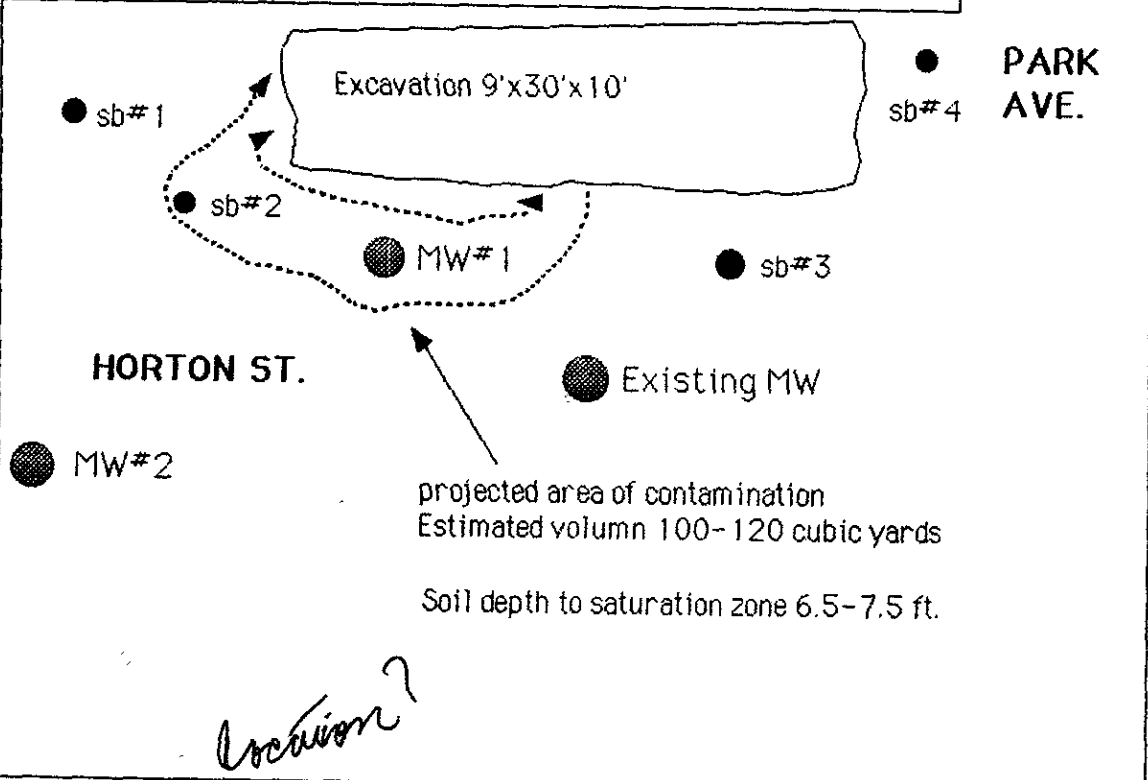 Excavation 9'x30'x10'
PARK
AVE.
sb#4
sb#1
sb#2
MW#1
sb#3
HORTON ST.
Existing MW
MW#2
projected area of contamination
Estimated volumn 100-120 cubic yards
Soil depth to saturation zone 6.5-7.5 ft.
location?